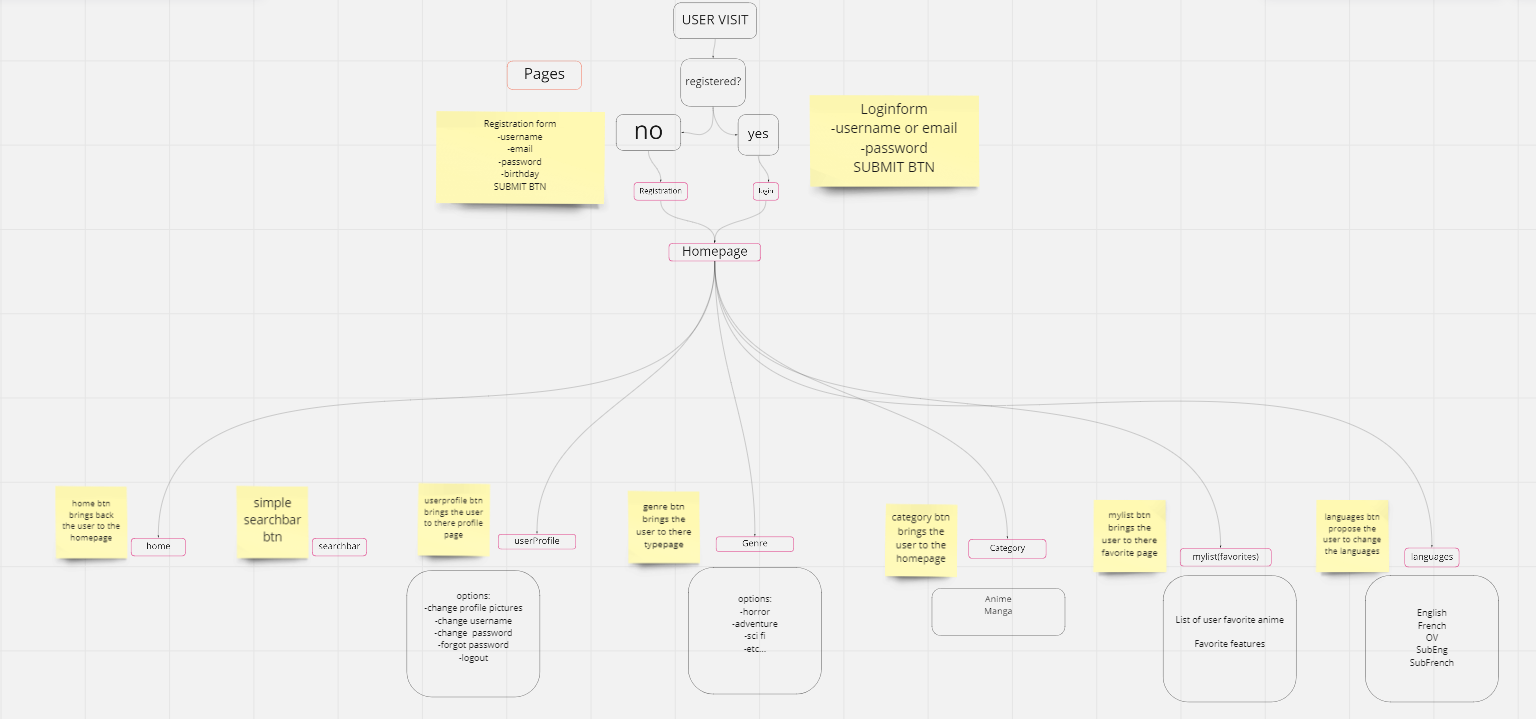 USER VISIT
registered?
Pages
no
yes
Registration form
-username
-email
-password
-birthday
SUBMIT BTN
Loginform
-username or email
-password
SUBMIT BTN
Registration
login
Homepage
home btn
brings back
the user to the
homepage
home
simple
searchbar
btn
searchbar
userprofile btn
brings the user
to there profile
page
userProfile
options:
-change profile pictures
-change username
-change password
-forgot password
-logout
genre btn
brings the
user to there
typepage
Genre
options:
-horror
-adventure
-sci fi
-etc...
category btn
brings the
user to the
homepage
Category
Anime
Manga
mylist btn
brings the
user to there
favorite page
mylist(favorites)
List of user favorite anime
Favorite features
languages btn
propose the
user to change
the languages
languages
English
French
OV
SubEng
SubFrench